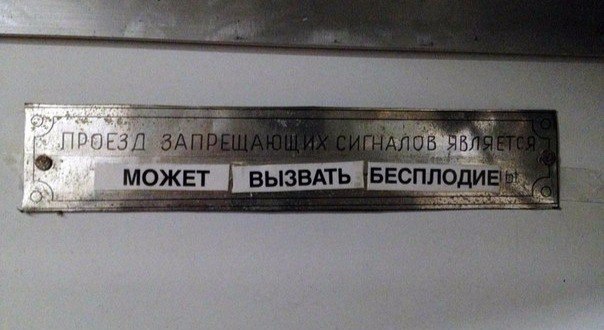 ПРОЕЗД ЗАПРЕЩАЮЩИХ СИГНАЛОВ ЯВЛЯЕТСЯ
МОЖЕТ ВЫЗВАТЬ БЕСПЛОДИЕ